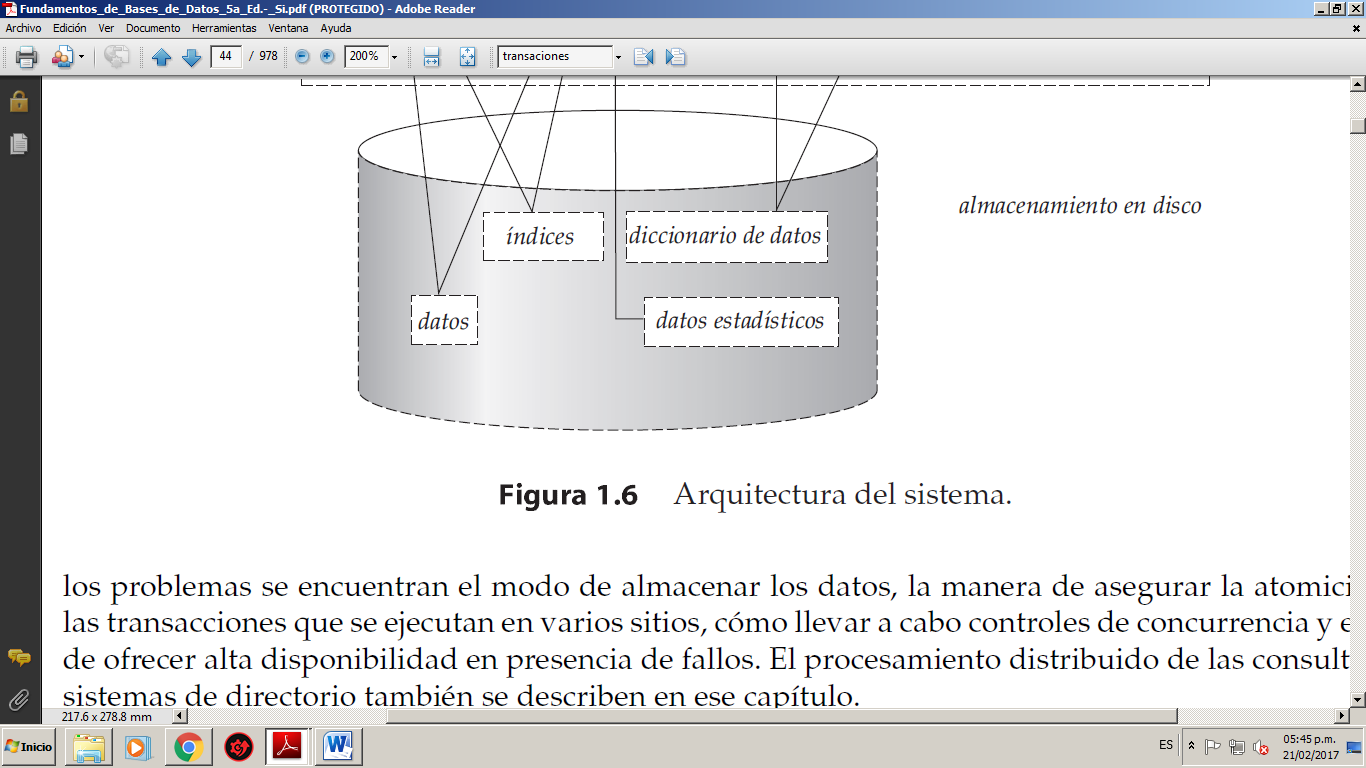 Fundamentos_de_Bases_de_Datos_5a_Ed.-_Si.pdf (PROTEGIDO) - Adobe Reader
Archivo Edición Ver Documento Herramientas Ventana Ayuda
44 / 978 200% transaciones
almacenamiento en disco
índices diccionario de datos
datos datos estadísticos
Figura 1.6 Arquitectura del sistema.
los problemas se encuentran el modo de almacenar los datos, la manera de asegurar la atomici
las transacciones que se ejecutan en varios sitios, cómo llevar a cabo controles de concurrencia y e
de ofrecer alta disponibilidad en presencia de fallos. El procesamiento distribuido de las consult
sistemas de directorio también se describen en ese capítulo.
217.6 x 278.8 mm
Inicio ES 05:45 p.m.
21/02/2017